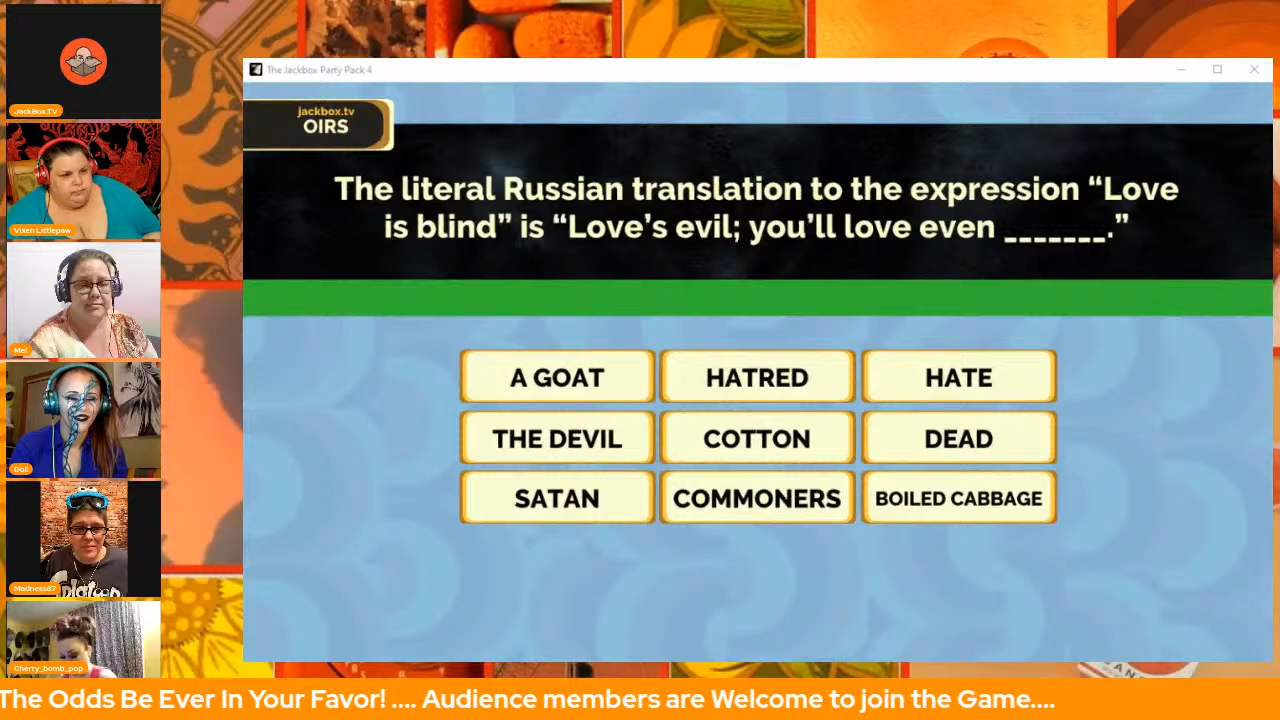 JackBox.TV
Vixen Littlepaw
Mel
Doll
Madness87
Cherry_bomb_pop
The Jackbox Party Pack 4
jackbox.tv
OIRS
The literal Russian translation to the expression “Love
is blind” is “Love’s evil; you’ll love even _______.”
A GOAT
HATRED
HATE
THE DEVIL
COTTON
DEAD
SATAN
COMMONERS
BOILED CABBAGE
The Odds Be Ever In Your Favor! .... Audience members are Welcome to join the Game....